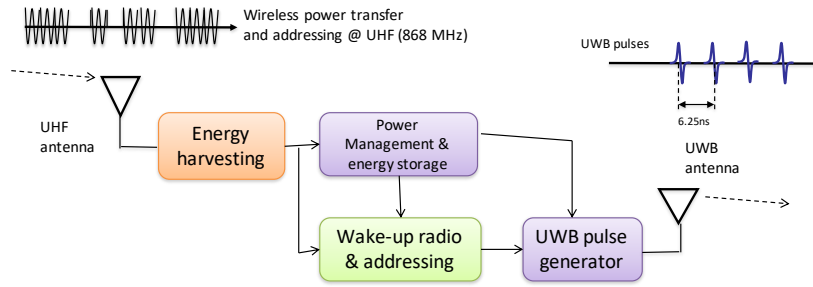 Wireless power transfer
and addressing @ UHF (868 MHz)
UWB pulses
6.25ns
UHF
antenna
Energy
harvesting
Power
Management &
energy storage
UWB
antenna
Wake-up radio
& addressing
UWB pulse
generator